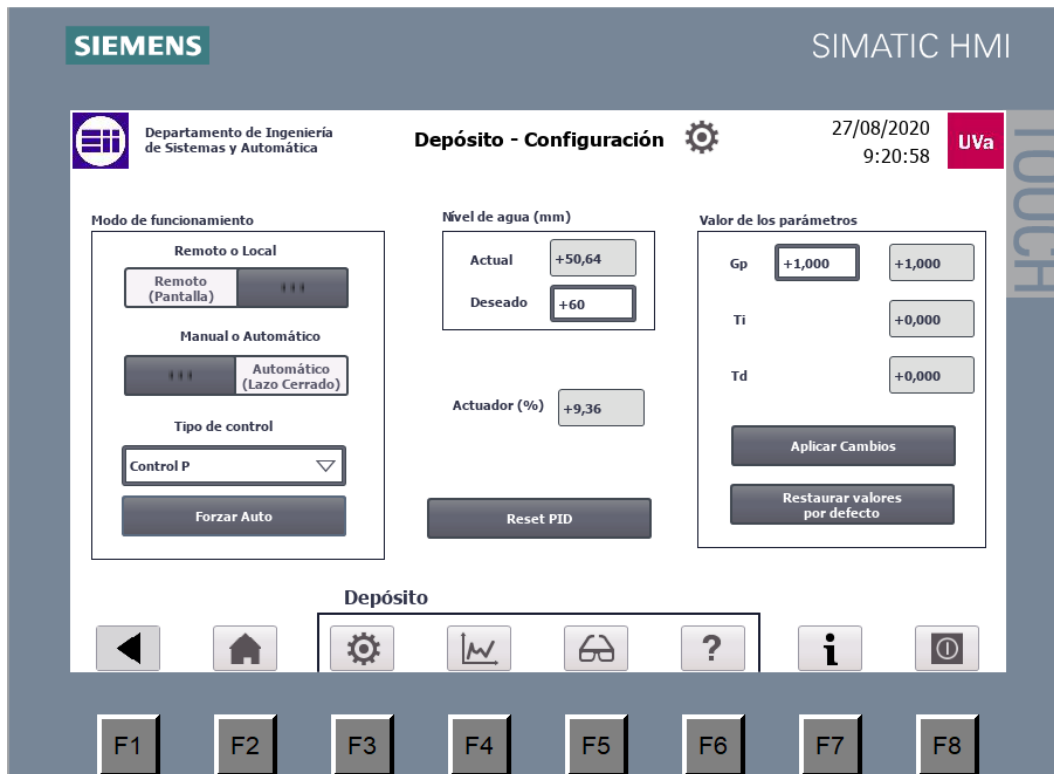 SIEMENS
SIMATIC HMI
TOUCH
Departamento de Ingeniería
de Sistemas y Automática
Depósito - Configuración
27/08/2020
9:20:58
UVa
Modo de funcionamiento
Remoto o Local
Remoto
(Pantalla)
Manual o Automático
Automático
(Lazo Cerrado)
Tipo de control
Control P
Forzar Auto
Nivel de agua (mm)
Actual +50,64
Deseado +60
Actuador (%) +9,36
Reset PID
Valor de los parámetros
Gp +1,000 +1,000
Ti +0,000
Td +0,000
Aplicar Cambios
Restaurar valores
por defecto
Depósito
?
i
F1 F2 F3 F4 F5 F6 F7 F8